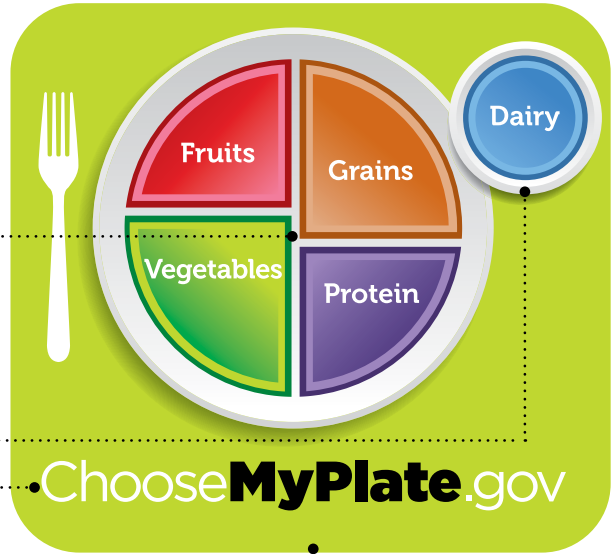 Dairy
Fruits
Grains
Vegetables
Protein
ChooseMyPlate.gov